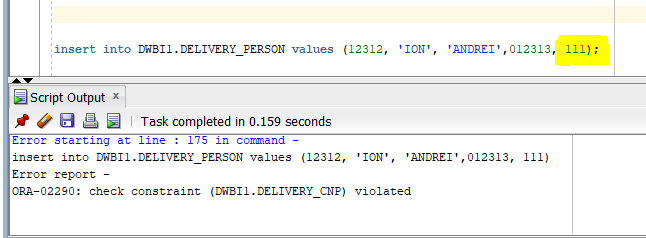 insert into DWBI1.DELIVERY_PERSON values (12312, 'ION', 'ANDREI',012313, 111);
Script Output x
Task completed in 0.159 seconds
Error starting at line : 175 in command -
insert into DWBI1.DELIVERY_PERSON values (12312, 'ION', 'ANDREI',012313, 111)
Error report -
ORA-02290: check constraint (DWBI1.DELIVERY_CNP) violated